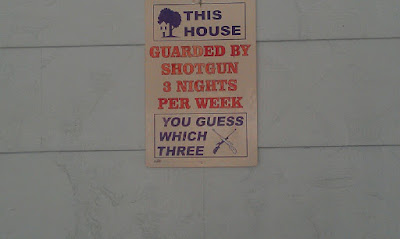 THIS
HOUSE
GUARDED BY
SHOTGUN
3 NIGHTS
PER WEEK
YOU GUESS
WHICH
THREE